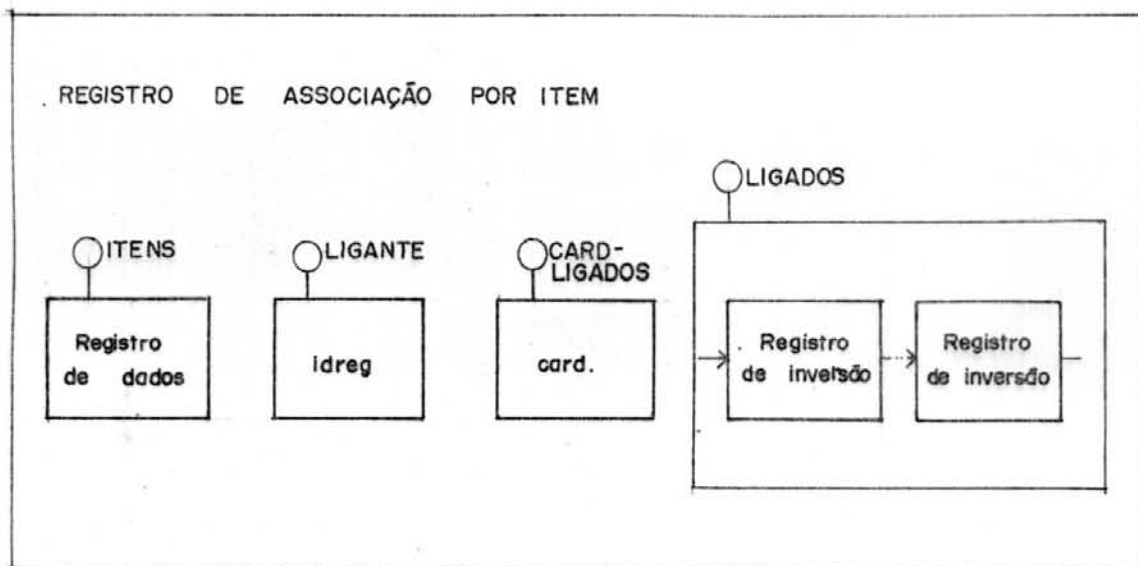 REGISTRO DE ASSOCIAÇÃO POR ITEM
LIGADOS
ITENS
LIGANTE
CARD-
LIGADOS
Registro
de dados
idreg
card.
Registro
de inversão
Registro
de inversão